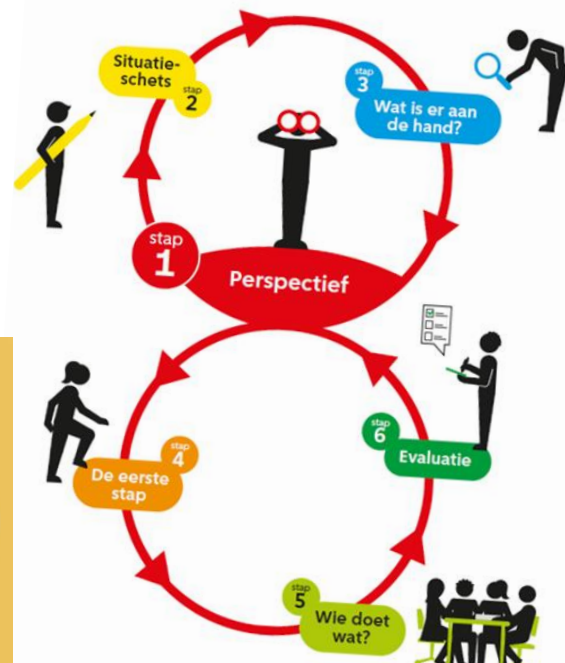 stap
1
Perspectief
Situatie-
schets
stap
2
stap
3
Wat is er aan
de hand?
stap
4
De eerste
stap
stap
5
Wie doet
wat?
stap
6
Evaluatie